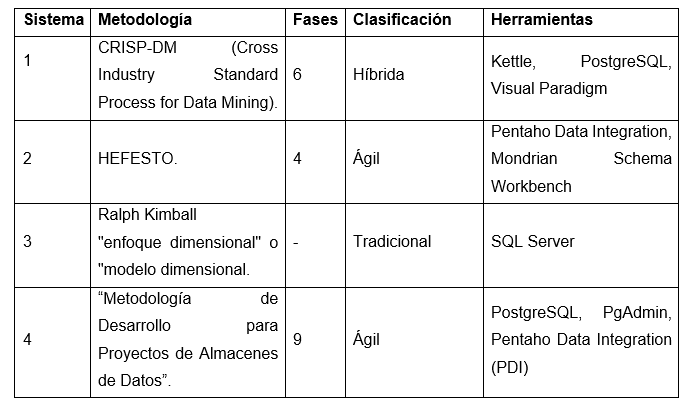 Sistema Metodología Fases Clasificación Herramientas
1
CRISP-DM (Cross
Industry Standard
Process for Data Mining).
6
Híbrida
Kettle, PostgreSQL,
Visual Paradigm
2
HEFESTO.
4
Ágil
Pentaho Data Integration,
Mondrian Schema
Workbench
3
Ralph Kimball
"enfoque dimensional" o
"modelo dimensional.
-
Tradicional
SQL Server
4
“Metodología de
Desarrollo para
Proyectos de Almacenes
de Datos”.
9
Ágil
PostgreSQL, PgAdmin,
Pentaho Data Integration
(PDI)